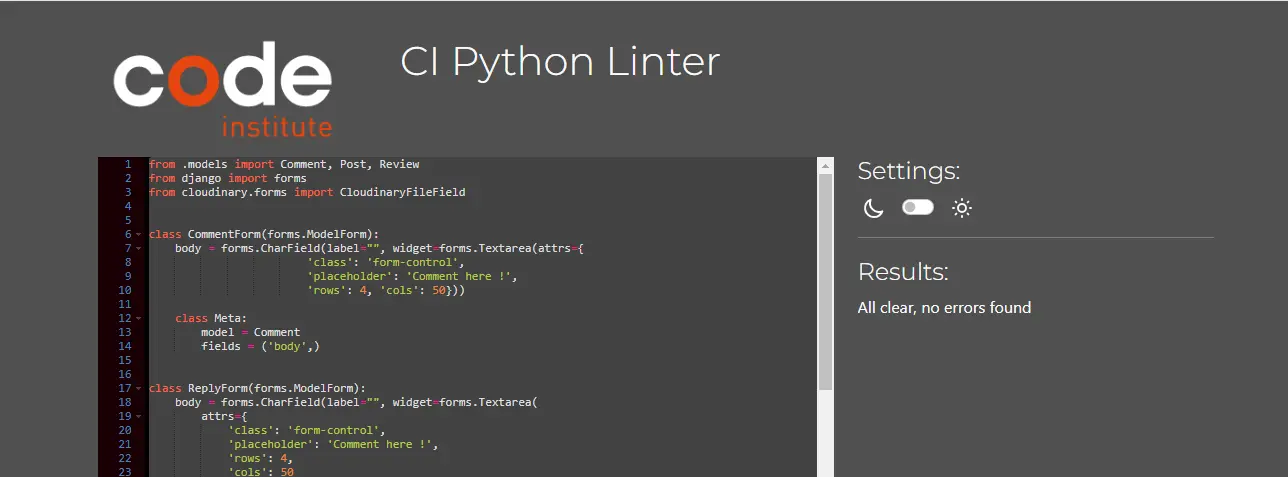 code
institute
CI Python Linter
1 from .models import Comment, Post, Review
2 from django import forms
3 from cloudinary.forms import CloudinaryFileField
4
5
6 class CommentForm(forms.ModelForm):
7     body = forms.CharField(label="", widget=forms.Textarea(attrs={
8                         'class': 'form-control',
9                         'placeholder': 'Comment here !',
10                         'rows': 4, 'cols': 50}))
11
12     class Meta:
13         model = Comment
14         fields = ('body',)
15
16
17 class ReplyForm(forms.ModelForm):
18     body = forms.CharField(label="", widget=forms.Textarea(
19         attrs={
20             'class': 'form-control',
21             'placeholder': 'Comment here !',
22             'rows': 4,
23             'cols': 50
Settings:
Results:
All clear, no errors found